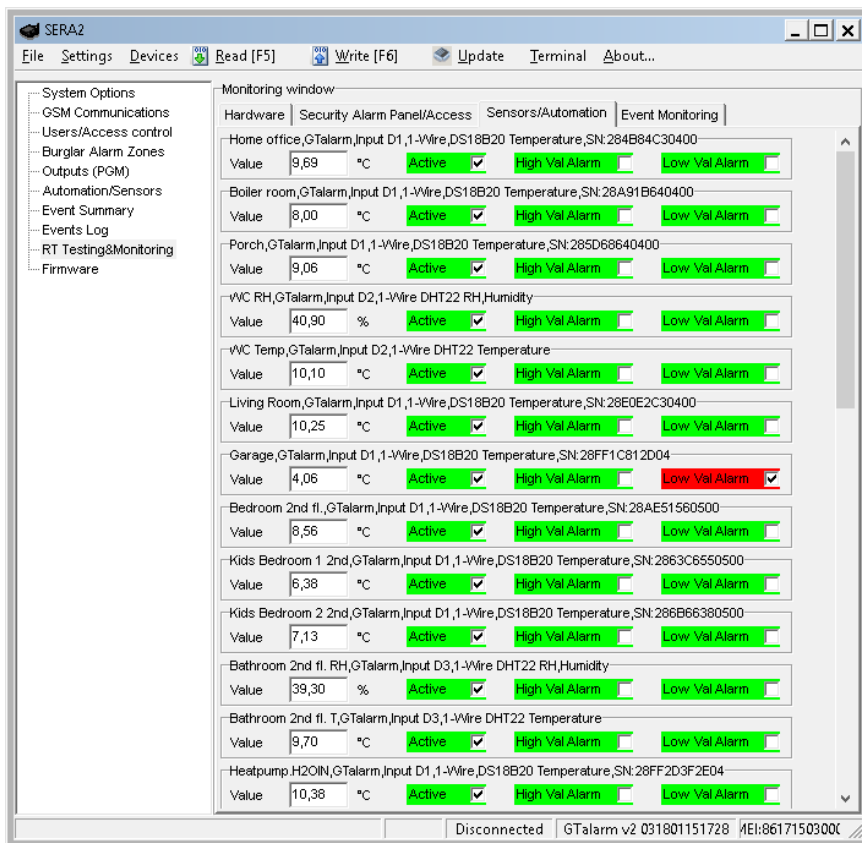 SERA2
File Settings Devices Read [F5] Write [F6] Update Terminal About...
System Options
GSM Communications
Users/Access control
Burglar Alarm Zones
Outputs (PGM)
Automation/Sensors
Event Summary
Events Log
RT Testing&Monitoring
Firmware
Monitoring window
Hardware Security Alarm Panel/Access Sensors/Automation Event Monitoring
Home office,GTalarm,Input D1,1-Wire,DS18B20 Temperature,SN:284B84C30400
Value 9,69 °C Active High Val Alarm Low Val Alarm
Boiler room,GTalarm,Input D1,1-Wire,DS18B20 Temperature,SN:28A91B640400
Value 8,00 °C Active High Val Alarm Low Val Alarm
Porch,GTalarm,Input D1,1-Wire,DS18B20 Temperature,SN:285D68640400
Value 9,06 °C Active High Val Alarm Low Val Alarm
WC RH,GTalarm,Input D2,1-Wire DHT22 RH,Humidity
Value 40,90 % Active High Val Alarm Low Val Alarm
WC Temp,GTalarm,Input D2,1-Wire DHT22 Temperature
Value 10,10 °C Active High Val Alarm Low Val Alarm
Living Room,GTalarm,Input D1,1-Wire,DS18B20 Temperature,SN:28E0E2C30400
Value 10,25 °C Active High Val Alarm Low Val Alarm
Garage,GTalarm,Input D1,1-Wire,DS18B20 Temperature,SN:28FF1C812D04
Value 4,06 °C Active High Val Alarm Low Val Alarm
Bedroom 2nd fl.,GTalarm,Input D1,1-Wire,DS18B20 Temperature,SN:28AE51560500
Value 8,56 °C Active High Val Alarm Low Val Alarm
Kids Bedroom 1 2nd,GTalarm,Input D1,1-Wire,DS18B20 Temperature,SN:2863C6550500
Value 6,38 °C Active High Val Alarm Low Val Alarm
Kids Bedroom 2 2nd,GTalarm,Input D1,1-Wire,DS18B20 Temperature,SN:286B66380500
Value 7,13 °C Active High Val Alarm Low Val Alarm
Bathroom 2nd fl. RH,GTalarm,Input D3,1-Wire DHT22 RH,Humidity
Value 39,30 % Active High Val Alarm Low Val Alarm
Bathroom 2nd fl. T,GTalarm,Input D3,1-Wire DHT22 Temperature
Value 9,70 °C Active High Val Alarm Low Val Alarm
Heatpump.H2OIN,GTalarm,Input D1,1-Wire,DS18B20 Temperature,SN:28FF2D3F2E04
Value 10,38 °C Active High Val Alarm Low Val Alarm
Disconnected GTalarm v2 031801151728